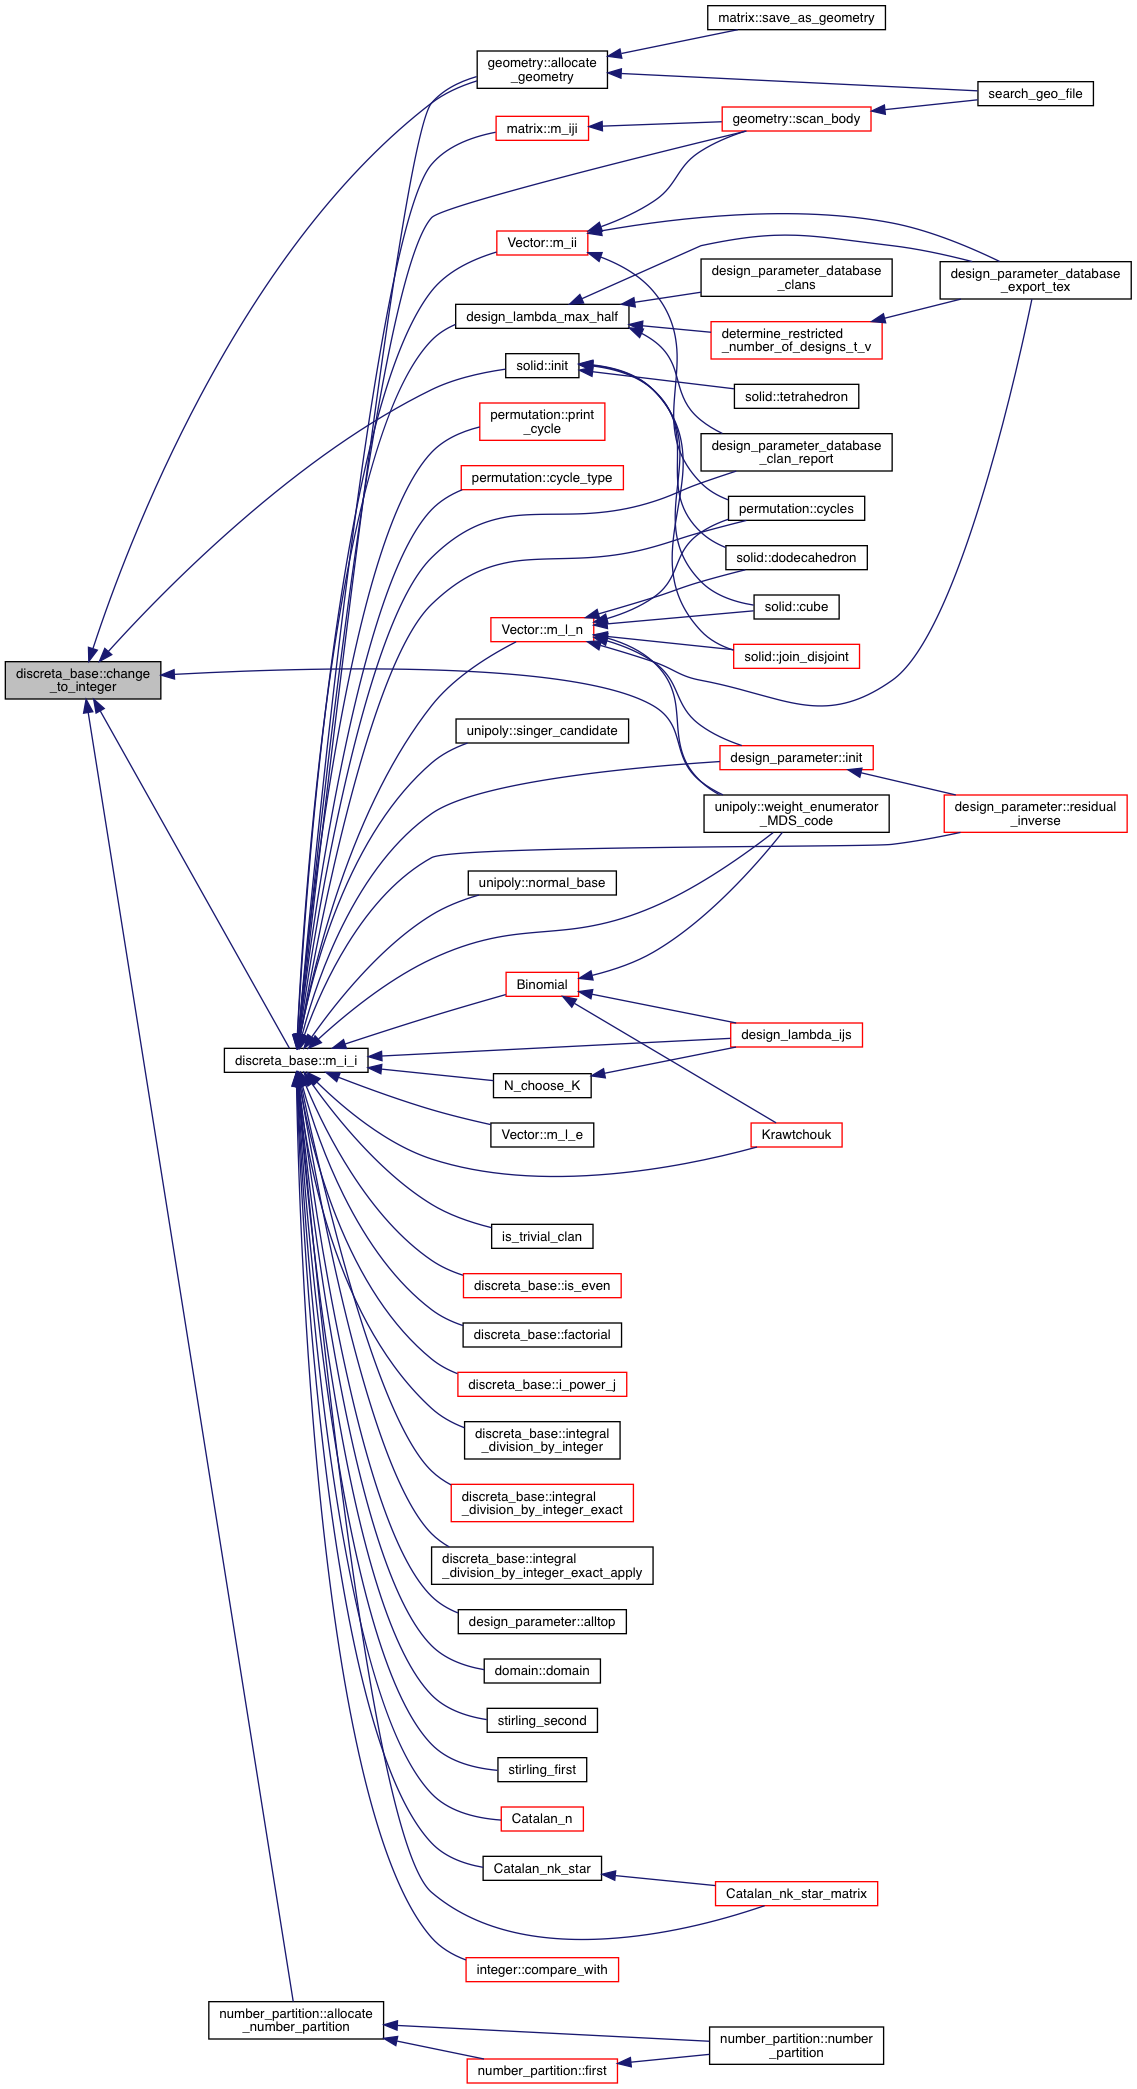 matrix::save_as_geometry
geometry::allocate
_geometry
search_geo_file
matrix::m_iji
geometry::scan_body
Vector::m_ii
design_parameter_database
_clans
design_parameter_database
_export_tex
design_lambda_max_half
determine_restricted
_number_of_designs_t_v
solid::init
solid::tetrahedron
permutation::print
_cycle
design_parameter_database
_clan_report
permutation::cycle_type
permutation::cycles
solid::dodecahedron
solid::cube
Vector::m_l_n
solid::join_disjoint
discreta_base::change
_to_integer
unipoly::singer_candidate
design_parameter::init
unipoly::weight_enumerator
_MDS_code
design_parameter::residual
_inverse
unipoly::normal_base
Binomial
design_lambda_ijs
discreta_base::m_i_i
N_choose_K
Vector::m_l_e
Krawtchouk
is_trivial_clan
discreta_base::is_even
discreta_base::factorial
discreta_base::i_power_j
discreta_base::integral
_division_by_integer
discreta_base::integral
_division_by_integer_exact
discreta_base::integral
_division_by_integer_exact_apply
design_parameter::alltop
domain::domain
stirling_second
stirling_first
Catalan_n
Catalan_nk_star
Catalan_nk_star_matrix
integer::compare_with
number_partition::allocate
_number_partition
number_partition::number
_partition
number_partition::first